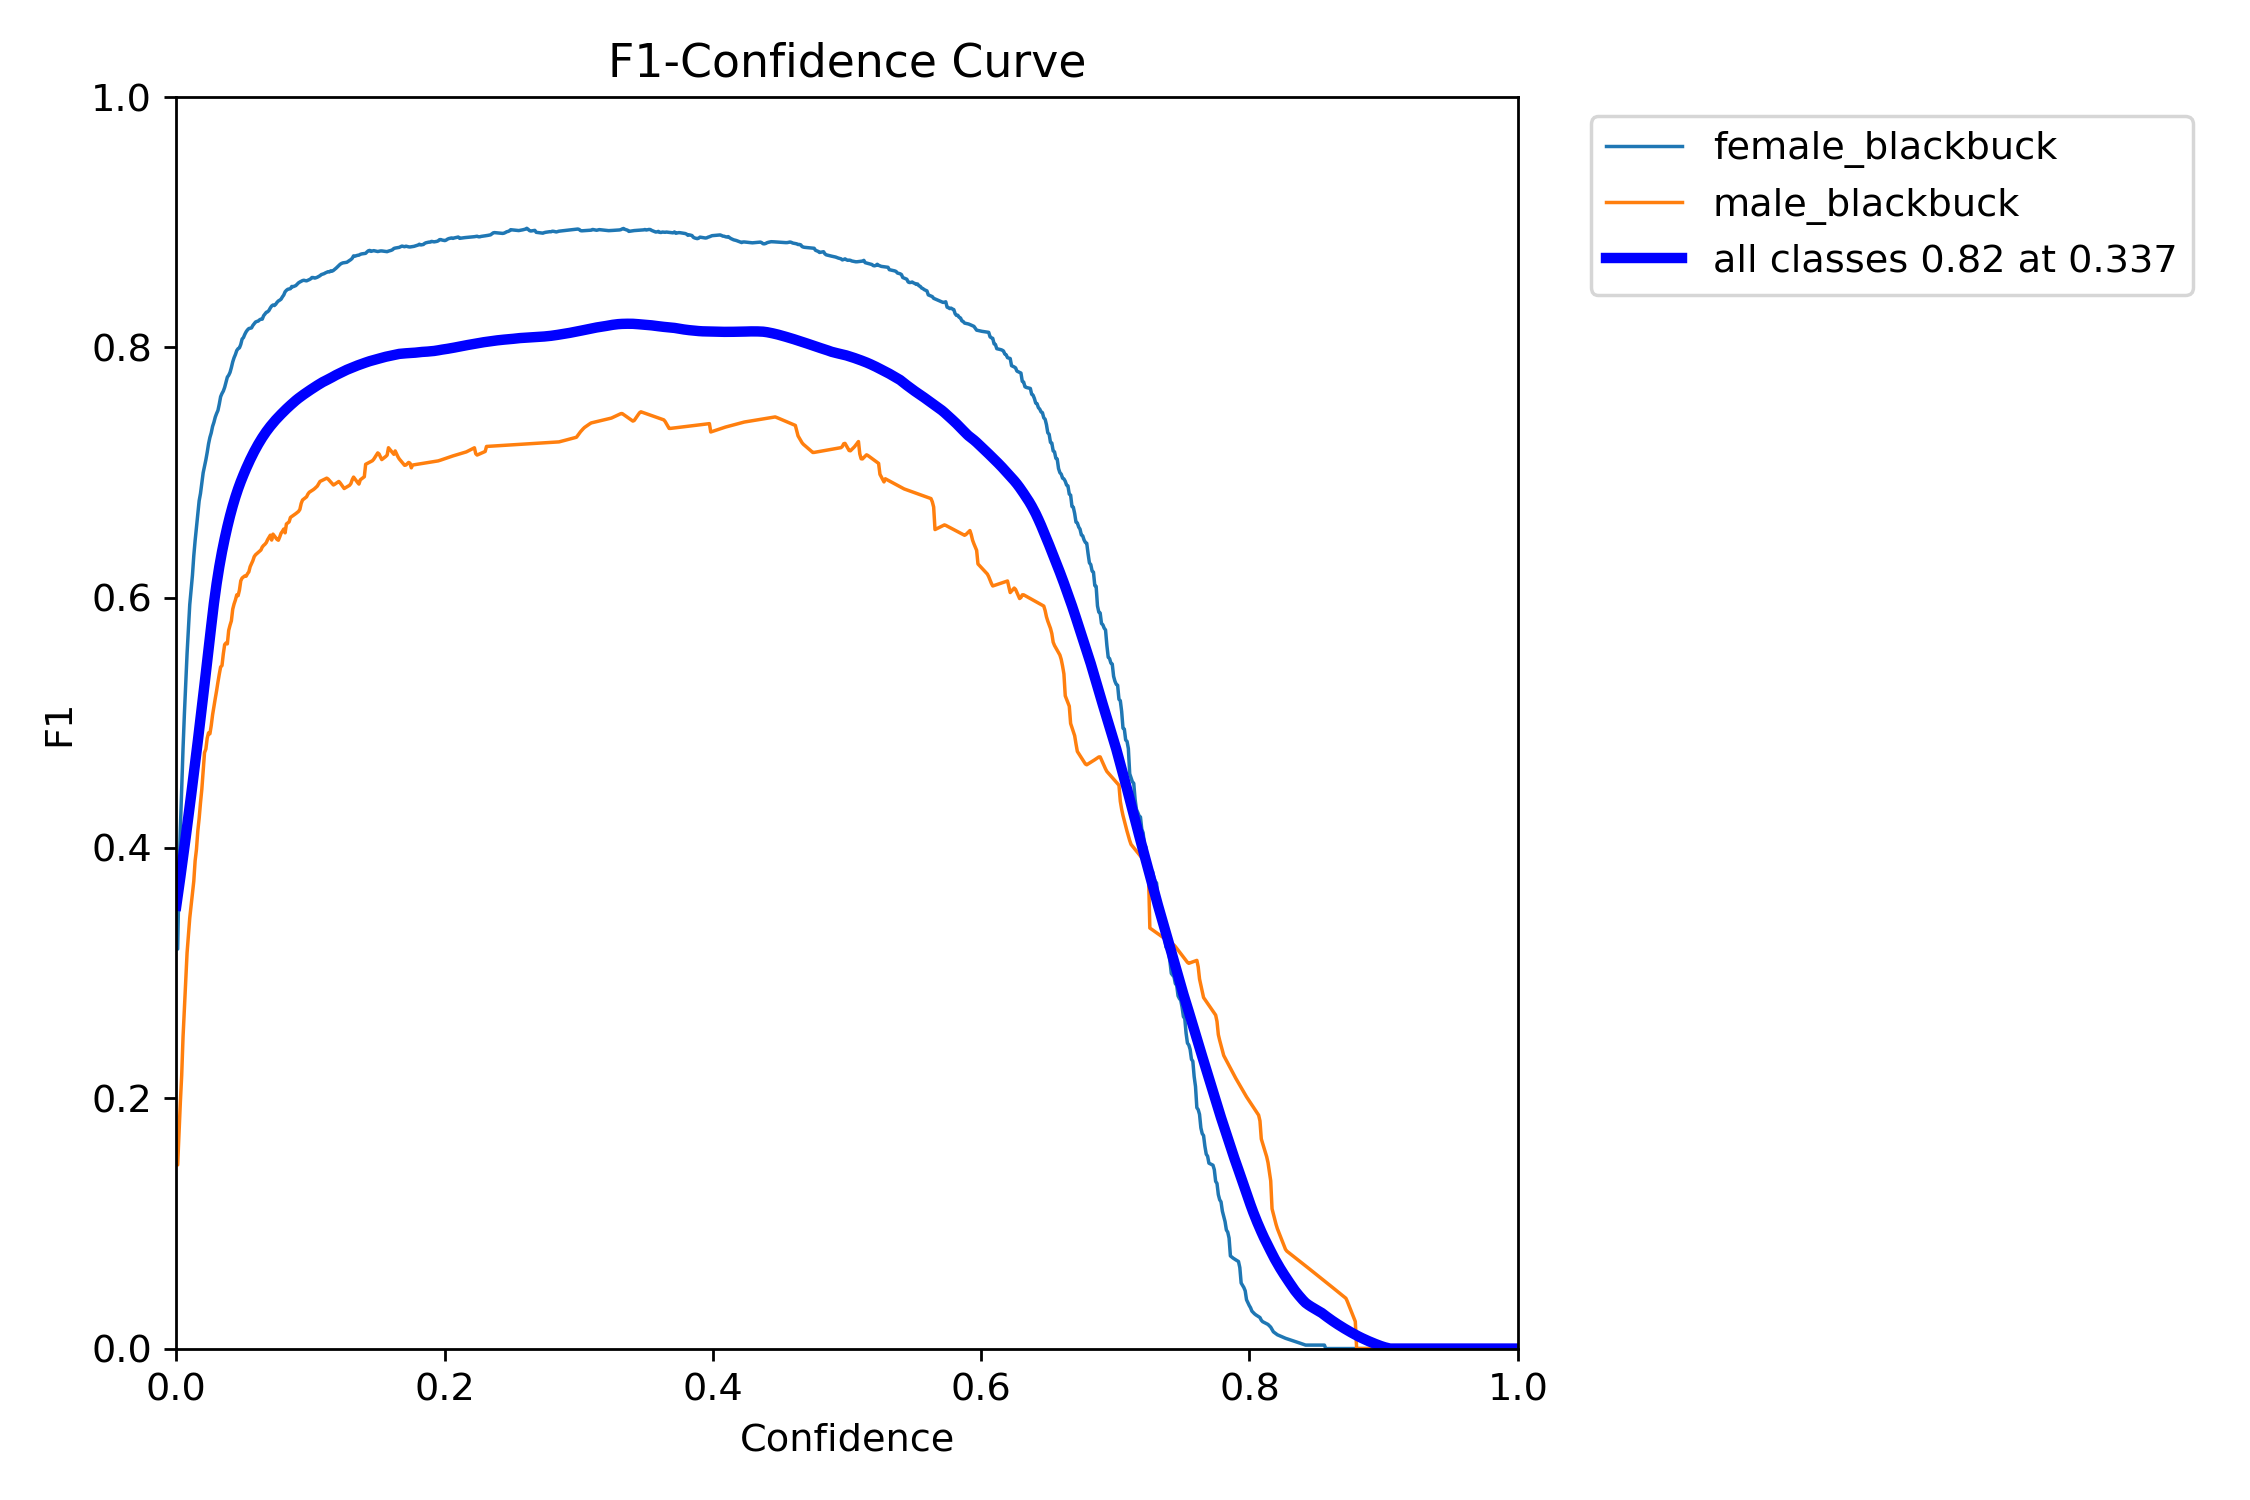 F1-Confidence Curve
1.0
0.8
0.6
0.4
0.2
0.0
F1
0.0 0.2 0.4 0.6 0.8 1.0
Confidence
female_blackbuck
male_blackbuck
all classes 0.82 at 0.337